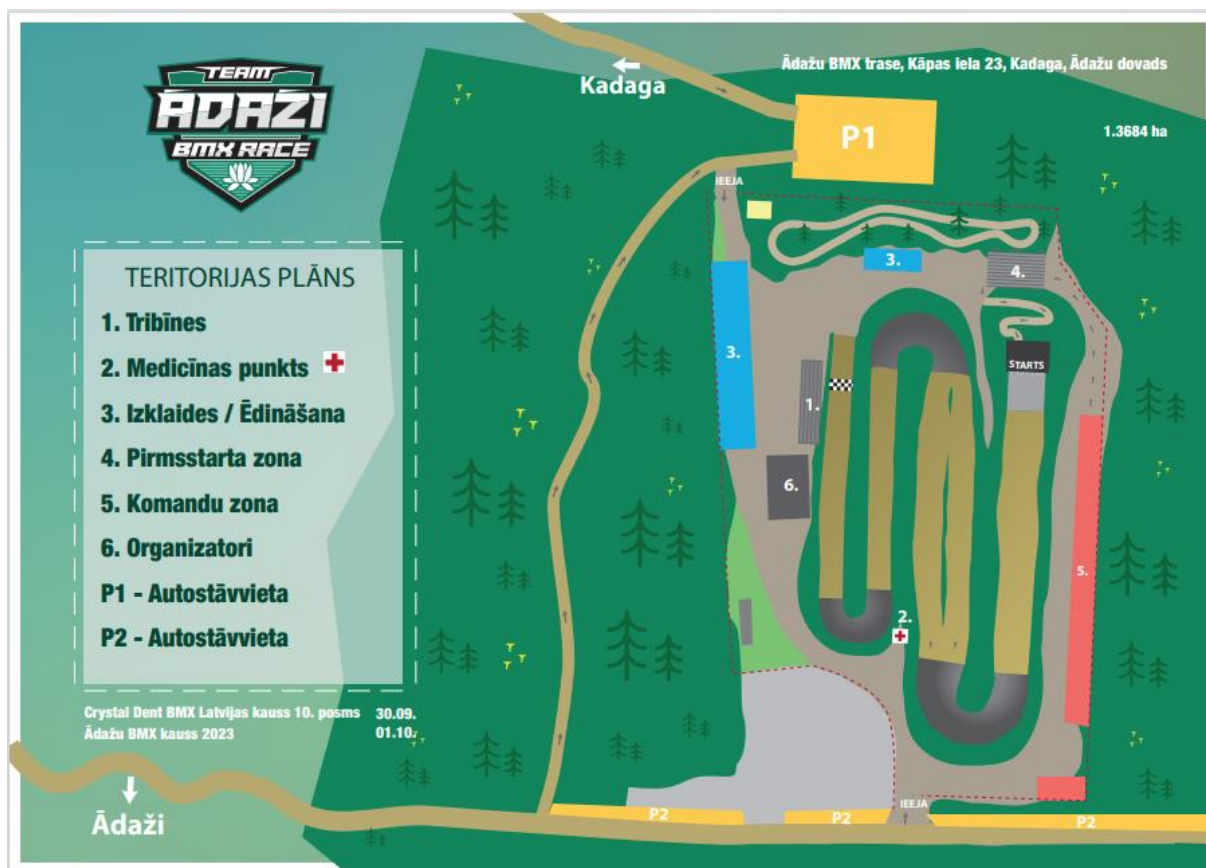 TEAM
ĀDAŽI
BMX RACE
Kadaga
Ādažu BMX trase, Kāpas iela 23, Kadaga, Ādažu dovads
1.3684 ha
P1
IEEJA
3.
4.
3.
STARTS
1.
6.
5.
2.
TERITORIJAS PLĀNS
1. Tribīnes
2. Medicīnas punkts
3. Izklaides / Ēdināšana
4. Pirmsstarta zona
5. Komandu zona
6. Organizatori
P1 - Autostāvvieta
P2 - Autostāvvieta
Crystal Dent BMX Latvijas kauss 10. posms 30.09.
Ādažu BMX kauss 2023 01.10.
Ādaži
IEEJA
P2
P2
P2